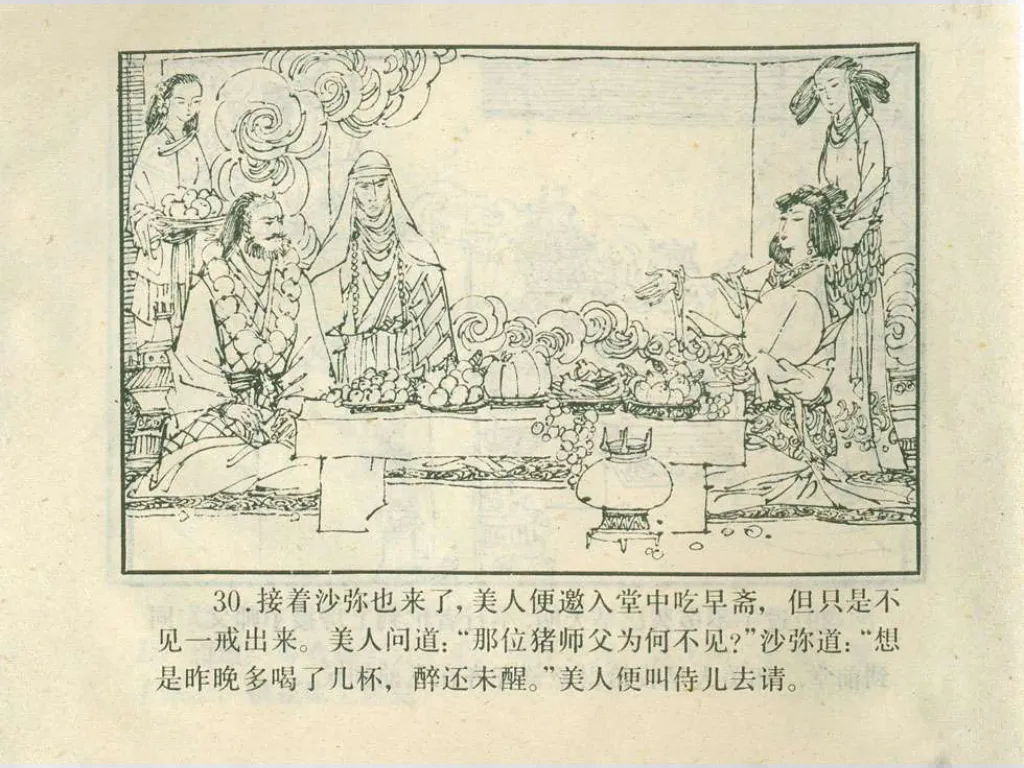 30.接着沙弥也来了,美人便邀入堂中吃早斋，但只是不
见一戒出来。美人问道:“那位猪师父为何不见?”沙弥道:“想
是昨晚多喝了几杯，醉还未醒。”美人便叫侍儿去请。